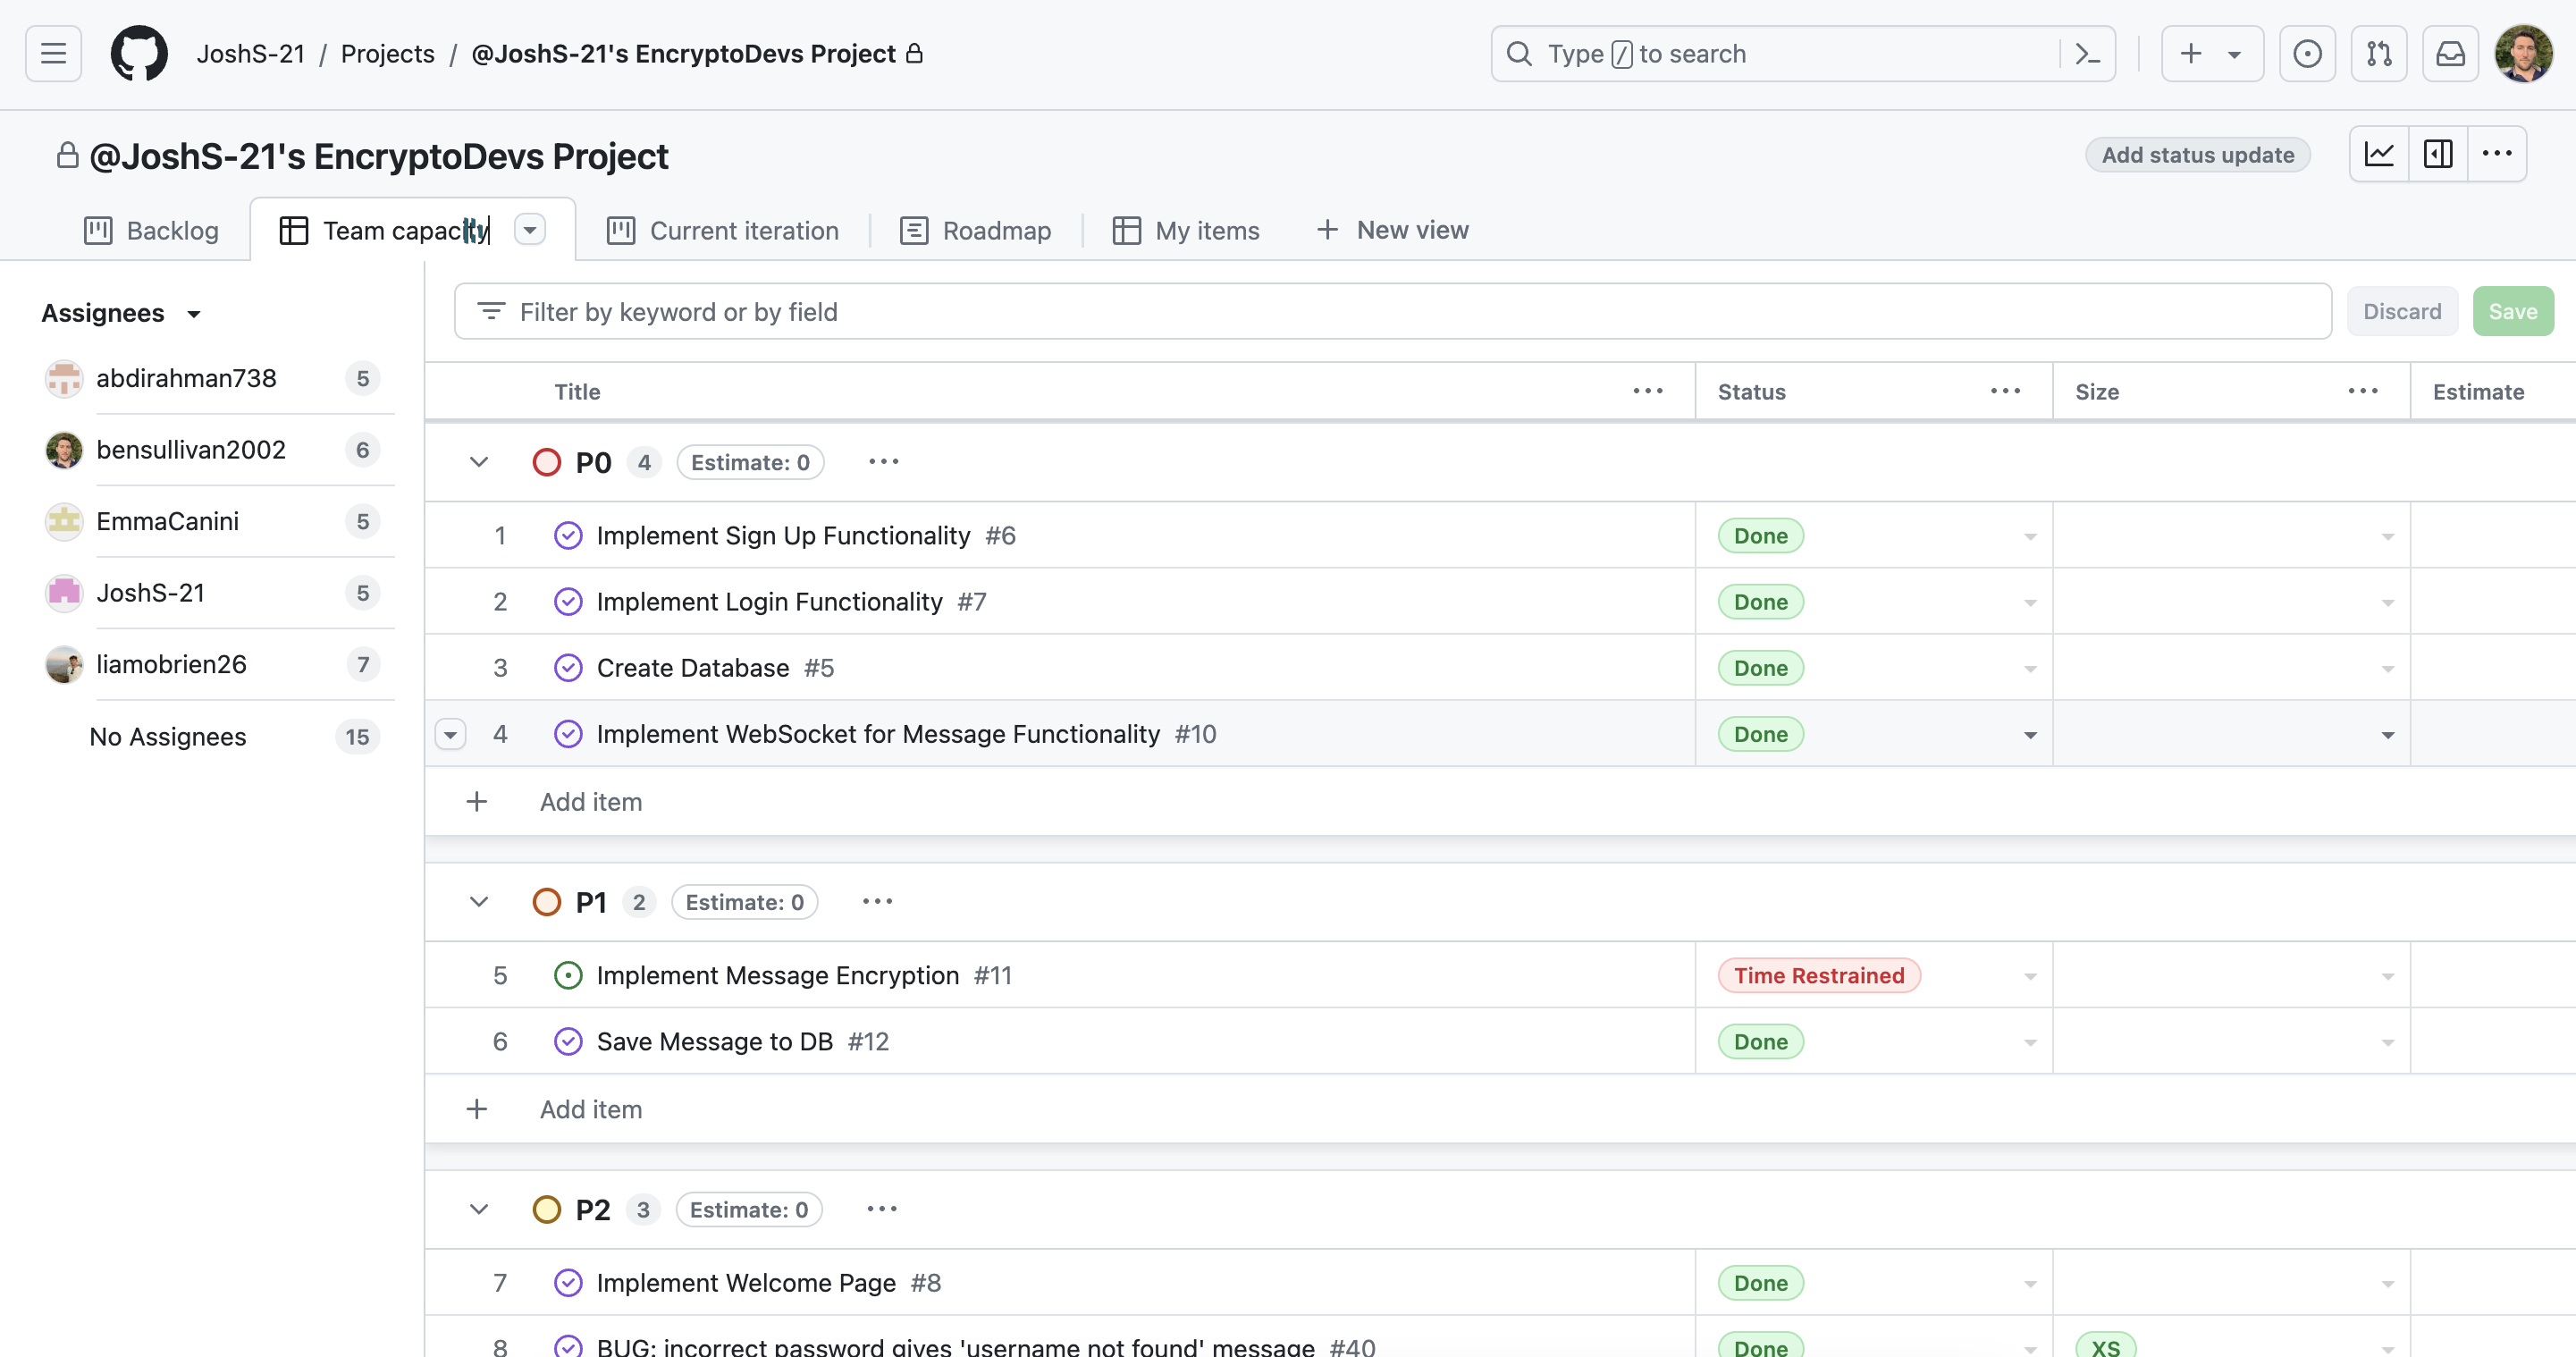 JoshS-21 / Projects / @JoshS-21's EncryptoDevs Project
Type / to search
@JoshS-21's EncryptoDevs Project
Add status update
Backlog
Team capacity
Current iteration
Roadmap
My items
New view
Assignees
abdirahman738 5
bensullivan2002 6
EmmaCanini 5
JoshS-21 5
liamobrien26 7
No Assignees 15
Filter by keyword or by field
Discard
Save
Title Status Size Estimate
P0 4 Estimate: 0
1 Implement Sign Up Functionality #6 Done
2 Implement Login Functionality #7 Done
3 Create Database #5 Done
4 Implement WebSocket for Message Functionality #10 Done
Add item
P1 2 Estimate: 0
5 Implement Message Encryption #11 Time Restrained
6 Save Message to DB #12 Done
Add item
P2 3 Estimate: 0
7 Implement Welcome Page #8 Done
8 BUG: incorrect password gives 'username not found' message #40 Done XS